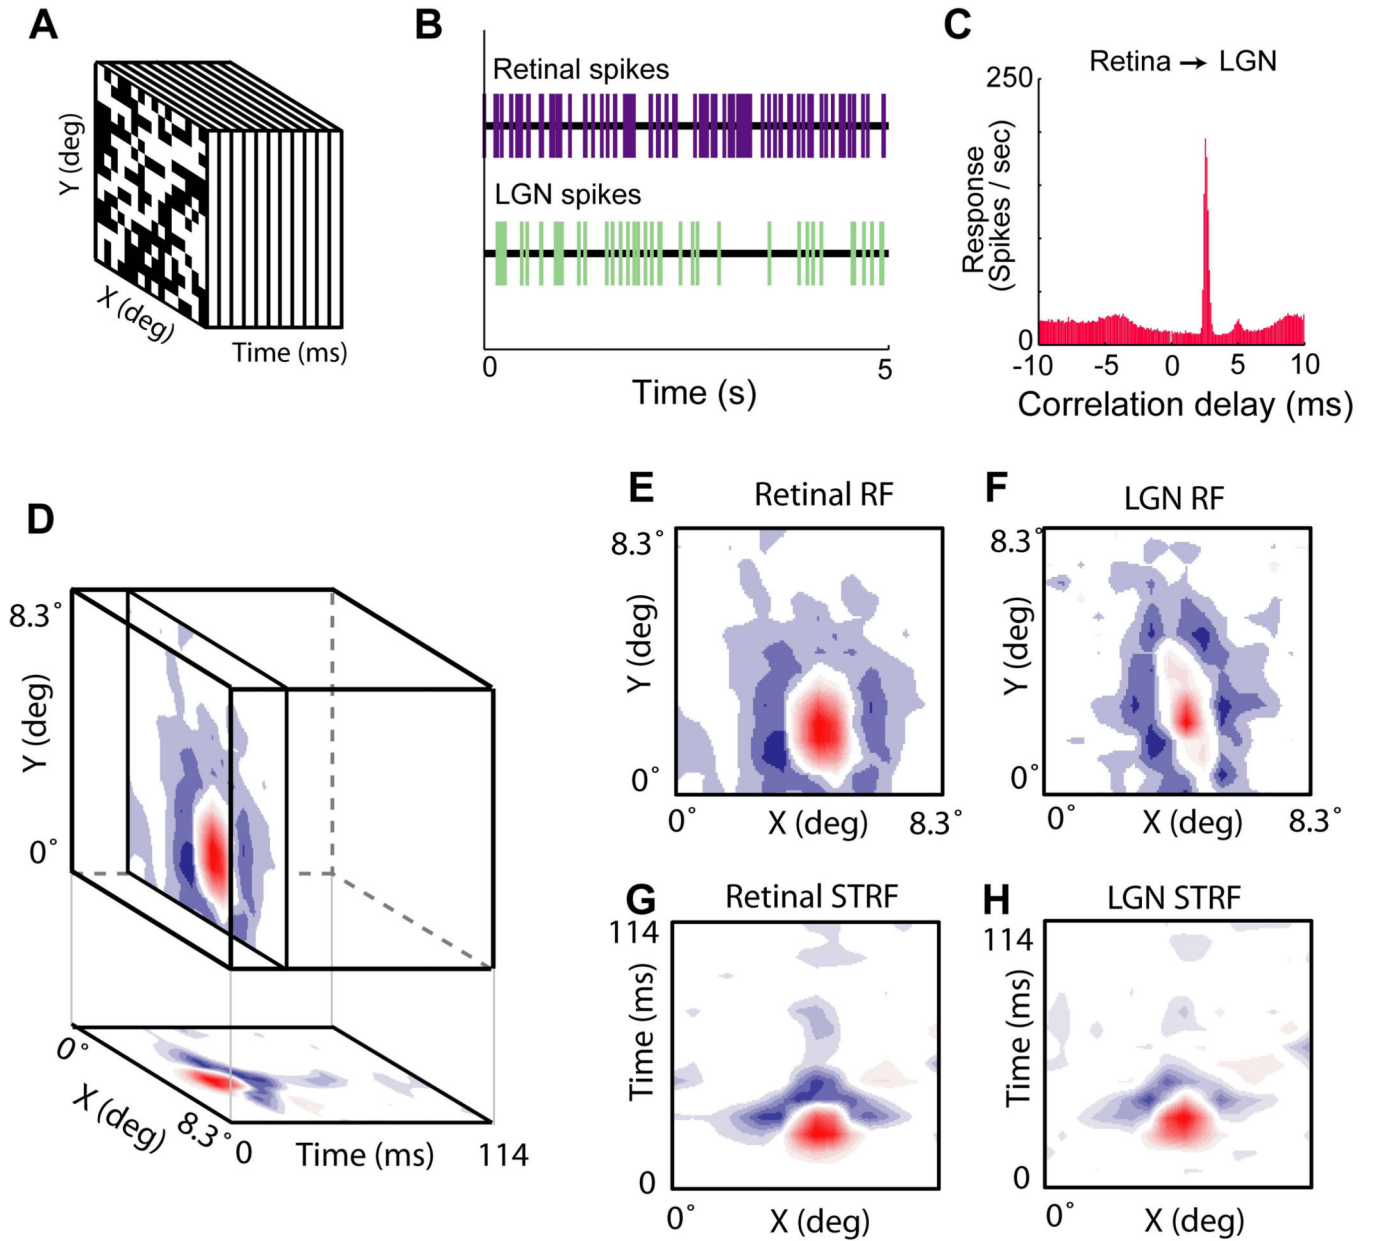 A
Y (deg)
X (deg)
Time (ms)
B
Retinal spikes
LGN spikes
0
5
Time (s)
C
Retina → LGN
250
Response
(Spikes / sec)
0
-10
-5
0
5
10
Correlation delay (ms)
D
8.3°
Y (deg)
0°
0°
X (deg)
8.3°
0
Time (ms)
114
E
Retinal RF
8.3°
Y (deg)
0°
0°
X (deg)
8.3°
F
LGN RF
8.3°
Y (deg)
0°
0°
X (deg)
8.3°
G
Retinal STRF
114
Time (ms)
0
0°
X (deg)
H
LGN STRF
114
Time (ms)
0
0°
X (deg)